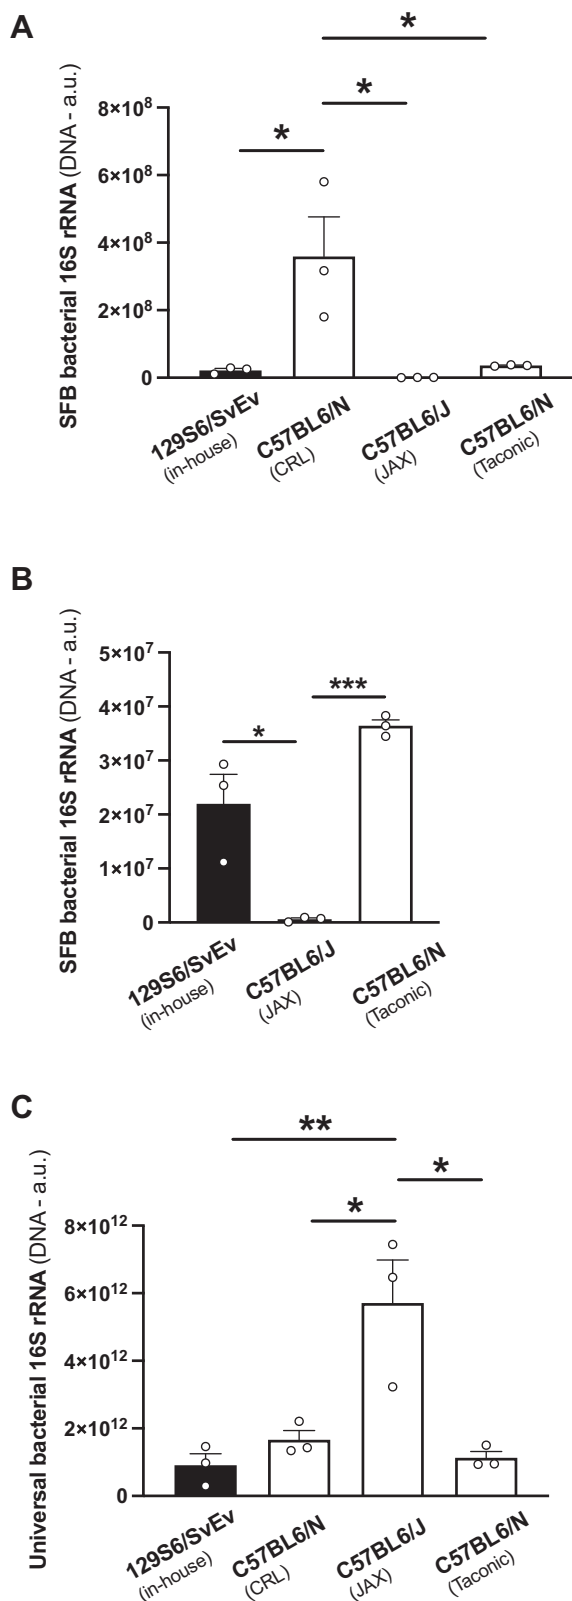 A
*
*
*
SFB bacterial 16S rRNA (DNA - a.u.)
8×10⁸
6×10⁸
4×10⁸
2×10⁸
0
129S6/SvEv
(in-house)
C57BL6/N
(CRL)
C57BL6/J
(JAX)
C57BL6/N
(Taconic)
B
***
*
SFB bacterial 16S rRNA (DNA - a.u.)
5×10⁷
4×10⁷
3×10⁷
2×10⁷
1×10⁷
0
129S6/SvEv
(in-house)
C57BL6/J
(JAX)
C57BL6/N
(Taconic)
C
**
*
*
Universal bacterial 16S rRNA (DNA - a.u.)
8×10¹²
6×10¹²
4×10¹²
2×10¹²
0
129S6/SvEv
(in-house)
C57BL6/N
(CRL)
C57BL6/J
(JAX)
C57BL6/N
(Taconic)